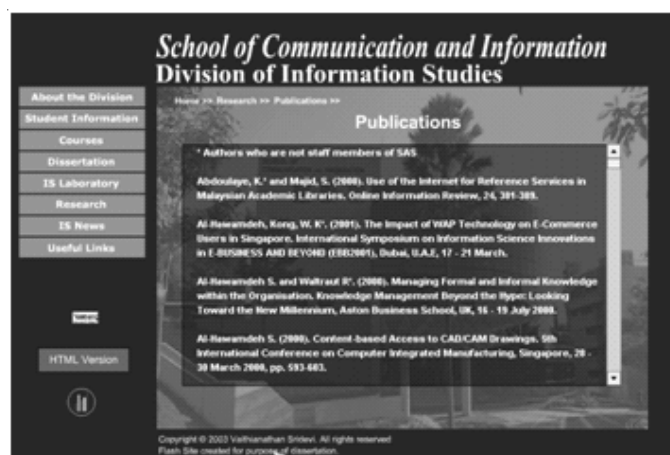 School of Communication and Information
Division of Information Studies
About the Division
Student Information
Courses
Dissertation
IS Laboratory
Research
IS News
Useful Links
HTML Version
Home >> Research >> Publications >>
Publications
* Authors who are not staff members of SAS
Abdoulaye, K.* and Majid, S. (2000). Use of the Internet for Reference Services in
Malaysian Academic Libraries. Online Information Review, 24, 381-389.
Al-Hawamdeh, Kong, W. K*. (2001). The Impact of WAP Technology on E-Commerce
Users in Singapore. International Symposium on Information Science Innovations
in E-BUSINESS AND BEYOND (EBB2001), Dubai, U.A.E, 17 - 21 March.
Al-Hawamdeh S. and Waltraut R*. (2000). Managing Formal and Informal Knowledge
within the Organisation. Knowledge Management Beyond the Hype: Looking
Toward the New Millennium, Aston Business School, UK, 16 - 19 July 2000.
Al-Hawamdeh S. (2000). Content-based Access to CAD/CAM Drawings. 5th
International Conference on Computer Integrated Manufacturing, Singapore, 28 -
30 March 2000, pp. 593-603.
Copyright © 2003 Vaithianathan Sridevi. All rights reserved
Flash Site created for purpose of dissertation.